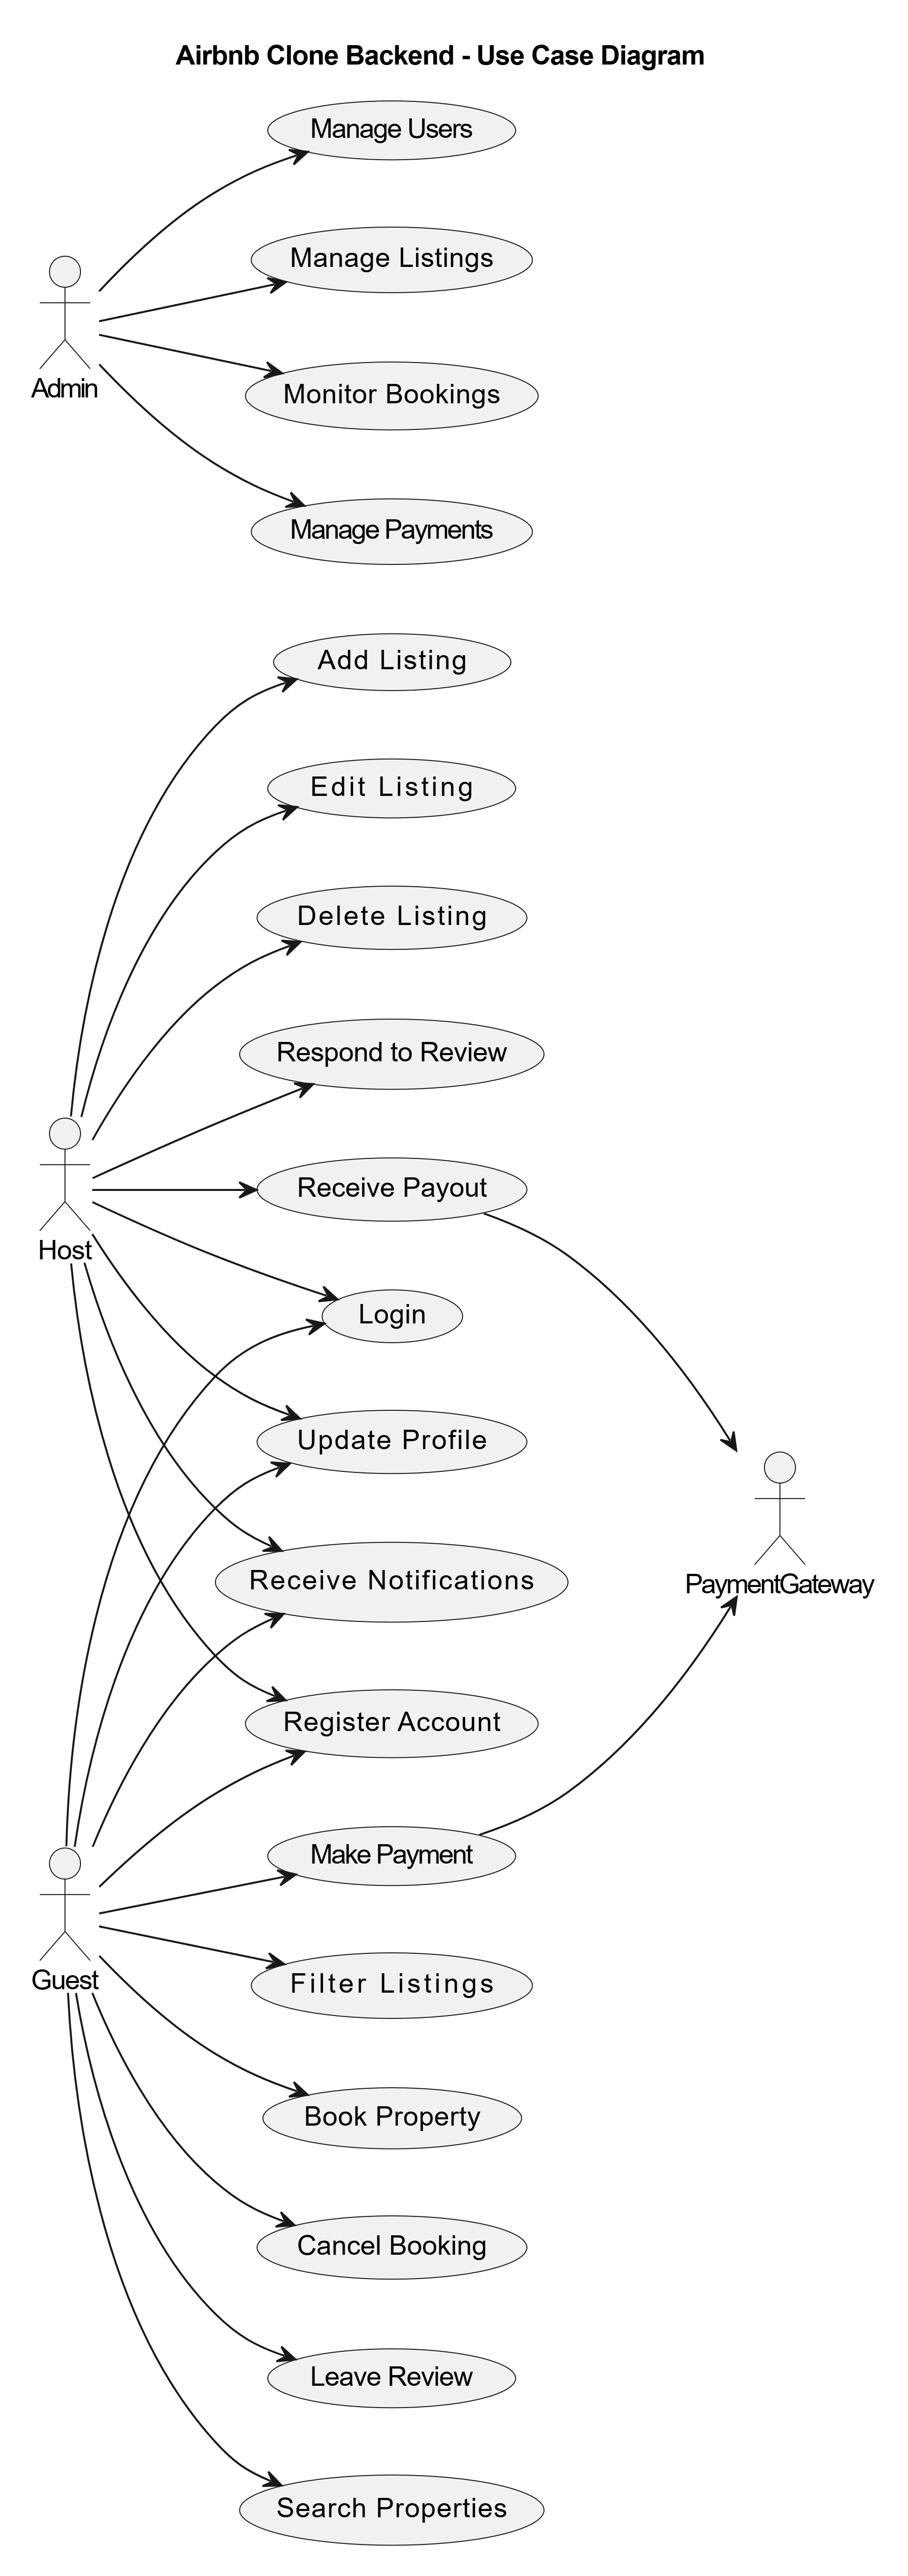 Airbnb Clone Backend - Use Case Diagram
Manage Users
Manage Listings
Admin
Monitor Bookings
Manage Payments
Add Listing
Edit Listing
Delete Listing
Respond to Review
Receive Payout
Host
Login
Update Profile
Receive Notifications
PaymentGateway
Register Account
Make Payment
Guest
Filter Listings
Book Property
Cancel Booking
Leave Review
Search Properties